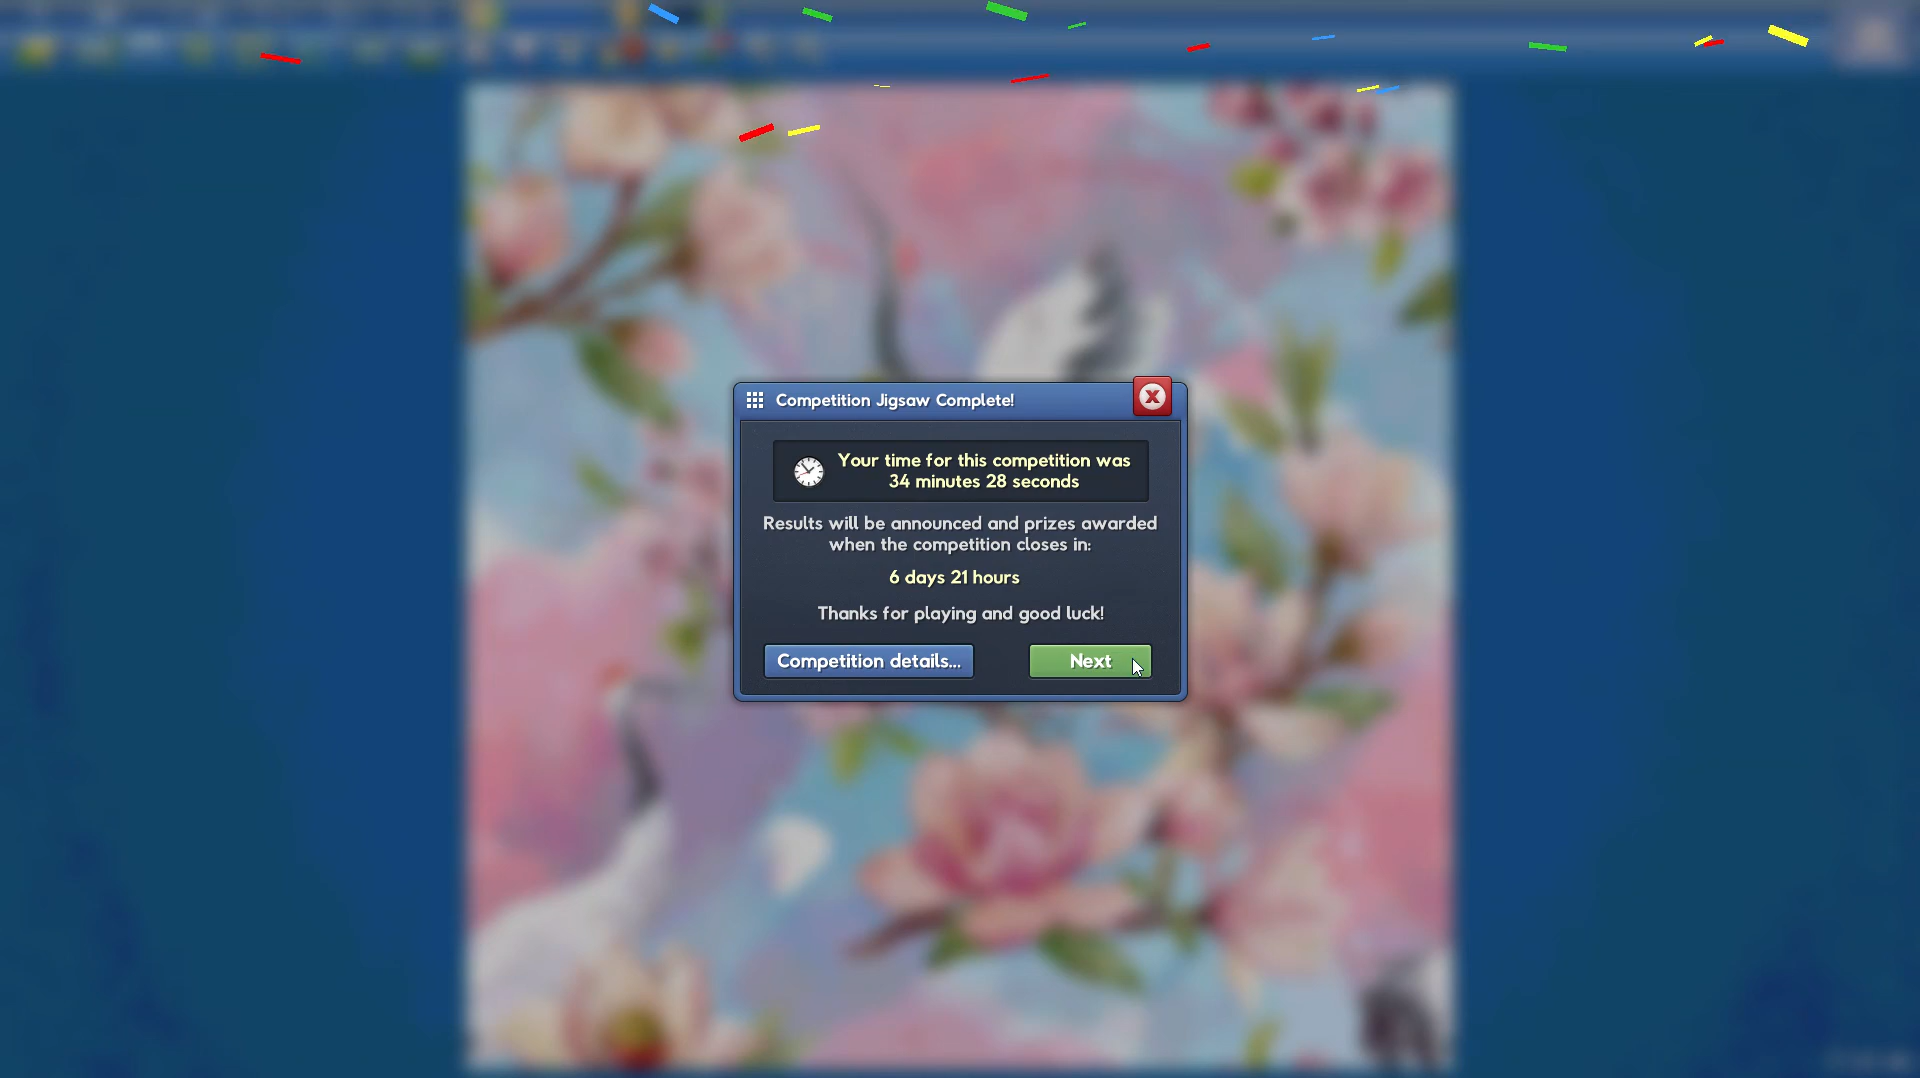 Competition Jigsaw Complete!
Your time for this competition was
34 minutes 28 seconds
Results will be announced and prizes awarded
when the competition closes in:
6 days 21 hours
Thanks for playing and good luck!
Competition details...
Next